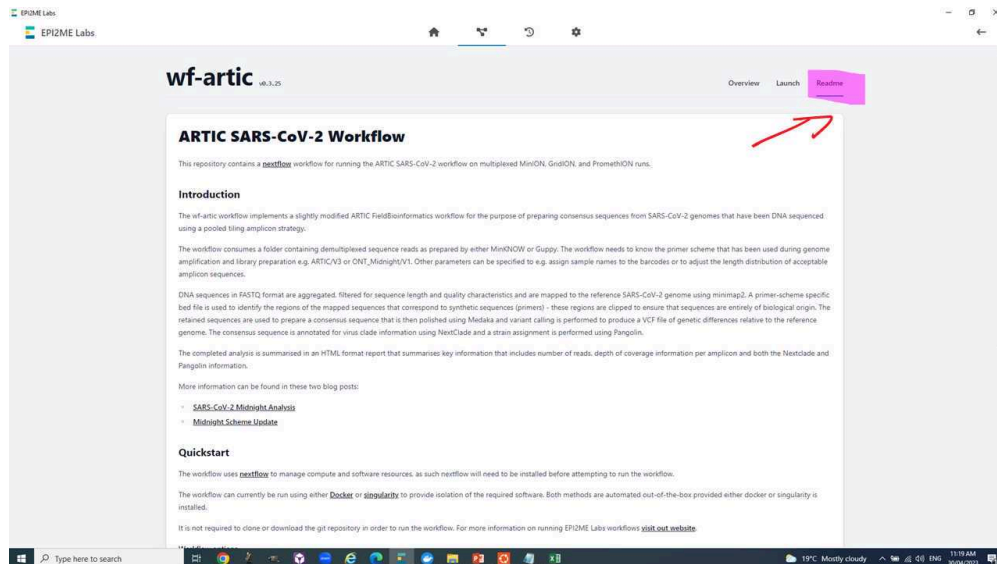 EPI2ME Labs
EPI2ME Labs
wf-artic v0.3.25
Overview Launch Readme
ARTIC SARS-CoV-2 Workflow
This repository contains a nextflow workflow for running the ARTIC SARS-CoV-2 workflow on multiplexed MinION, GridION, and PromethION runs.
Introduction
The wf-artic workflow implements a slightly modified ARTIC FieldBioinformatics workflow for the purpose of preparing consensus sequences from SARS-CoV-2 genomes that have been DNA sequenced
using a pooled tiling amplicon strategy.
The workflow consumes a folder containing demultiplexed sequence reads as prepared by either MinKNOW or Guppy. The workflow needs to know the primer scheme that has been used during genome
amplification and library preparation e.g. ARTIC/V3 or ONT_Midnight/V1. Other parameters can be specified to e.g. assign sample names to the barcodes or to adjust the length distribution of acceptable
amplicon sequences.
DNA sequences in FASTQ format are aggregated, filtered for sequence length and quality characteristics and are mapped to the reference SARS-CoV-2 genome using minimap2. A primer-scheme specific
bed file is used to identify the regions of the mapped sequences that correspond to synthetic sequences (primers) - these regions are clipped to ensure that sequences are entirely of biological origin. The
retained sequences are used to prepare a consensus sequence that is then polished using Medaka and variant calling is performed to produce a VCF file of genetic differences relative to the reference
genome. The consensus sequence is annotated for virus clade information using NextClade and a strain assignment is performed using Pangolin.
The completed analysis is summarised in an HTML format report that summarises key information that includes number of reads, depth of coverage information per amplicon and both the Nextclade and
Pangolin information.
More information can be found in these two blog posts:
SARS-CoV-2 Midnight Analysis
Midnight Scheme Update
Quickstart
The workflow uses nextflow to manage compute and software resources, as such nextflow will need to be installed before attempting to run the workflow.
The workflow can currently be run using either Docker or singularity to provide isolation of the required software. Both methods are automated out-of-the-box provided either docker or singularity is
installed.
It is not required to clone or download the git repository in order to run the workflow. For more information on running EPI2ME Labs workflows visit out website.
Type here to search
19°C Mostly cloudy
ENG
11:19 AM
30/04/2023